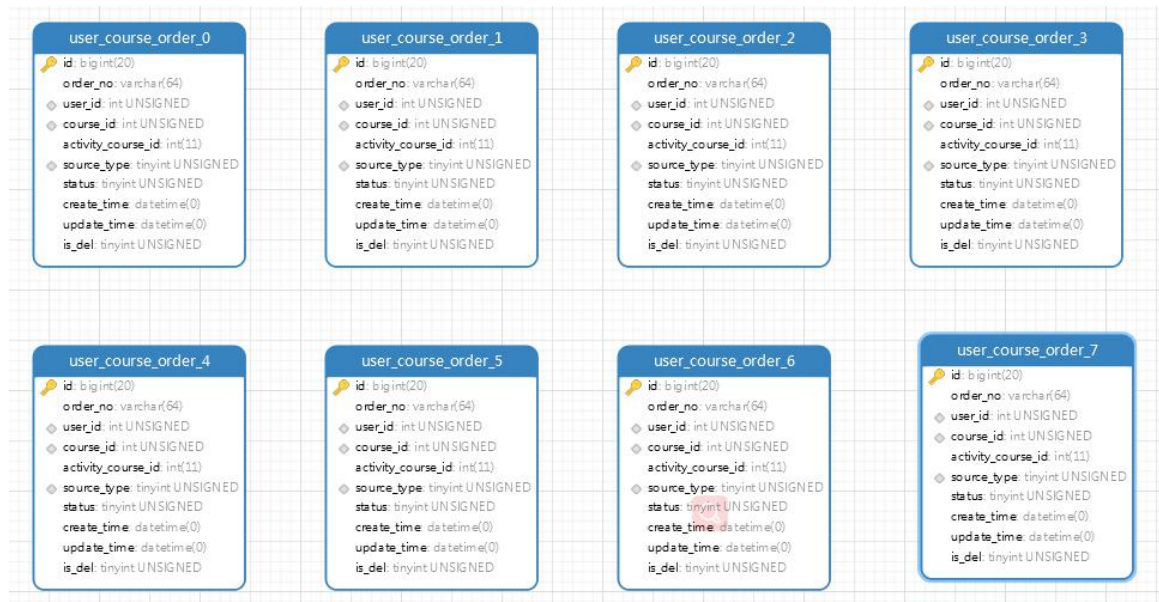 user_course_order_0
id: bigint(20)
order_no: varchar(64)
user_id: int UNSIGNED
course_id: int UNSIGNED
activity_course_id: int(11)
source_type: tinyint UNSIGNED
status: tinyint UNSIGNED
create_time: datetime(0)
update_time: datetime(0)
is_del: tinyint UNSIGNED
user_course_order_1
id: bigint(20)
order_no: varchar(64)
user_id: int UNSIGNED
course_id: int UNSIGNED
activity_course_id: int(11)
source_type: tinyint UNSIGNED
status: tinyint UNSIGNED
create_time: datetime(0)
update_time: datetime(0)
is_del: tinyint UNSIGNED
user_course_order_2
id: bigint(20)
order_no: varchar(64)
user_id: int UNSIGNED
course_id: int UNSIGNED
activity_course_id: int(11)
source_type: tinyint UNSIGNED
status: tinyint UNSIGNED
create_time: datetime(0)
update_time: datetime(0)
is_del: tinyint UNSIGNED
user_course_order_3
id: bigint(20)
order_no: varchar(64)
user_id: int UNSIGNED
course_id: int UNSIGNED
activity_course_id: int(11)
source_type: tinyint UNSIGNED
status: tinyint UNSIGNED
create_time: datetime(0)
update_time: datetime(0)
is_del: tinyint UNSIGNED
user_course_order_4
id: bigint(20)
order_no: varchar(64)
user_id: int UNSIGNED
course_id: int UNSIGNED
activity_course_id: int(11)
source_type: tinyint UNSIGNED
status: tinyint UNSIGNED
create_time: datetime(0)
update_time: datetime(0)
is_del: tinyint UNSIGNED
user_course_order_5
id: bigint(20)
order_no: varchar(64)
user_id: int UNSIGNED
course_id: int UNSIGNED
activity_course_id: int(11)
source_type: tinyint UNSIGNED
status: tinyint UNSIGNED
create_time: datetime(0)
update_time: datetime(0)
is_del: tinyint UNSIGNED
user_course_order_6
id: bigint(20)
order_no: varchar(64)
user_id: int UNSIGNED
course_id: int UNSIGNED
activity_course_id: int(11)
source_type: tinyint UNSIGNED
status: tinyint UNSIGNED
create_time: datetime(0)
update_time: datetime(0)
is_del: tinyint UNSIGNED
user_course_order_7
id: bigint(20)
order_no: varchar(64)
user_id: int UNSIGNED
course_id: int UNSIGNED
activity_course_id: int(11)
source_type: tinyint UNSIGNED
status: tinyint UNSIGNED
create_time: datetime(0)
update_time: datetime(0)
is_del: tinyint UNSIGNED